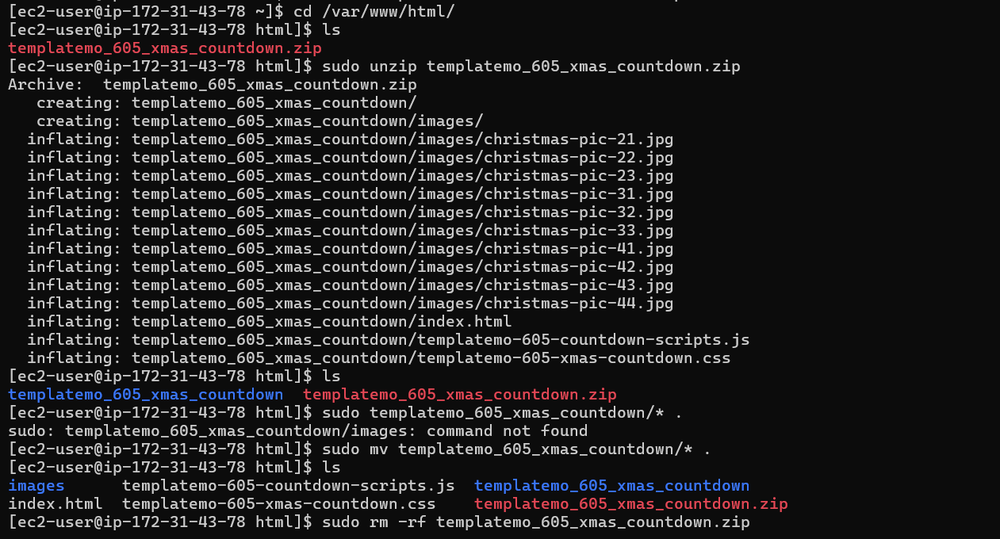 [ec2-user@ip-172-31-43-78 ~]$ cd /var/www/html/
[ec2-user@ip-172-31-43-78 html]$ ls
templatemo_605_xmas_countdown.zip
[ec2-user@ip-172-31-43-78 html]$ sudo unzip templatemo_605_xmas_countdown.zip
Archive:  templatemo_605_xmas_countdown.zip
   creating: templatemo_605_xmas_countdown/
   creating: templatemo_605_xmas_countdown/images/
  inflating: templatemo_605_xmas_countdown/images/christmas-pic-21.jpg
  inflating: templatemo_605_xmas_countdown/images/christmas-pic-22.jpg
  inflating: templatemo_605_xmas_countdown/images/christmas-pic-23.jpg
  inflating: templatemo_605_xmas_countdown/images/christmas-pic-31.jpg
  inflating: templatemo_605_xmas_countdown/images/christmas-pic-32.jpg
  inflating: templatemo_605_xmas_countdown/images/christmas-pic-33.jpg
  inflating: templatemo_605_xmas_countdown/images/christmas-pic-41.jpg
  inflating: templatemo_605_xmas_countdown/images/christmas-pic-42.jpg
  inflating: templatemo_605_xmas_countdown/images/christmas-pic-43.jpg
  inflating: templatemo_605_xmas_countdown/images/christmas-pic-44.jpg
  inflating: templatemo_605_xmas_countdown/index.html
  inflating: templatemo_605_xmas_countdown/templatemo-605-countdown-scripts.js
  inflating: templatemo_605_xmas_countdown/templatemo-605-xmas-countdown.css
[ec2-user@ip-172-31-43-78 html]$ ls
templatemo_605_xmas_countdown  templatemo_605_xmas_countdown.zip
[ec2-user@ip-172-31-43-78 html]$ sudo templatemo_605_xmas_countdown/* .
sudo: templatemo_605_xmas_countdown/images: command not found
[ec2-user@ip-172-31-43-78 html]$ sudo mv templatemo_605_xmas_countdown/* .
[ec2-user@ip-172-31-43-78 html]$ ls
images      templatemo-605-countdown-scripts.js  templatemo_605_xmas_countdown
index.html  templatemo-605-xmas-countdown.css    templatemo_605_xmas_countdown.zip
[ec2-user@ip-172-31-43-78 html]$ sudo rm -rf templatemo_605_xmas_countdown.zip